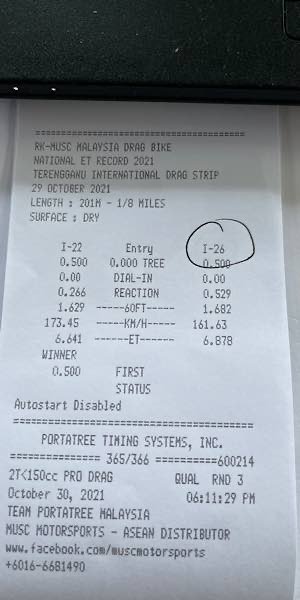 =====================================
RK-MUSC MALAYSIA DRAG BIKE
NATIONAL ET RECORD 2021
TERENGGANU INTERNATIONAL DRAG STRIP
29 OCTOBER 2021
LENGTH : 201M - 1/8 MILES
SURFACE : DRY
I-22 Entry I-26
0.500 0.000 TREE 0.500
0.00 DIAL-IN 0.00
0.266 REACTION 0.529
1.629 -----60FT----- 1.682
173.45 -----KM/H----- 161.63
6.641 ------ET------ 6.878
WINNER
0.500 FIRST
STATUS
Autostart Disabled
========================================
PORTATREE TIMING SYSTEMS, INC.
=============== 365/366 ==========600214
2T<150cc PRO DRAG QUAL RND 3
October 30, 2021 06:11:29 PM
TEAM PORTATREE MALAYSIA
MUSC MOTORSPORTS - ASEAN DISTRIBUTOR
www.facebook.com/muscmotorsports
+6016-6681490